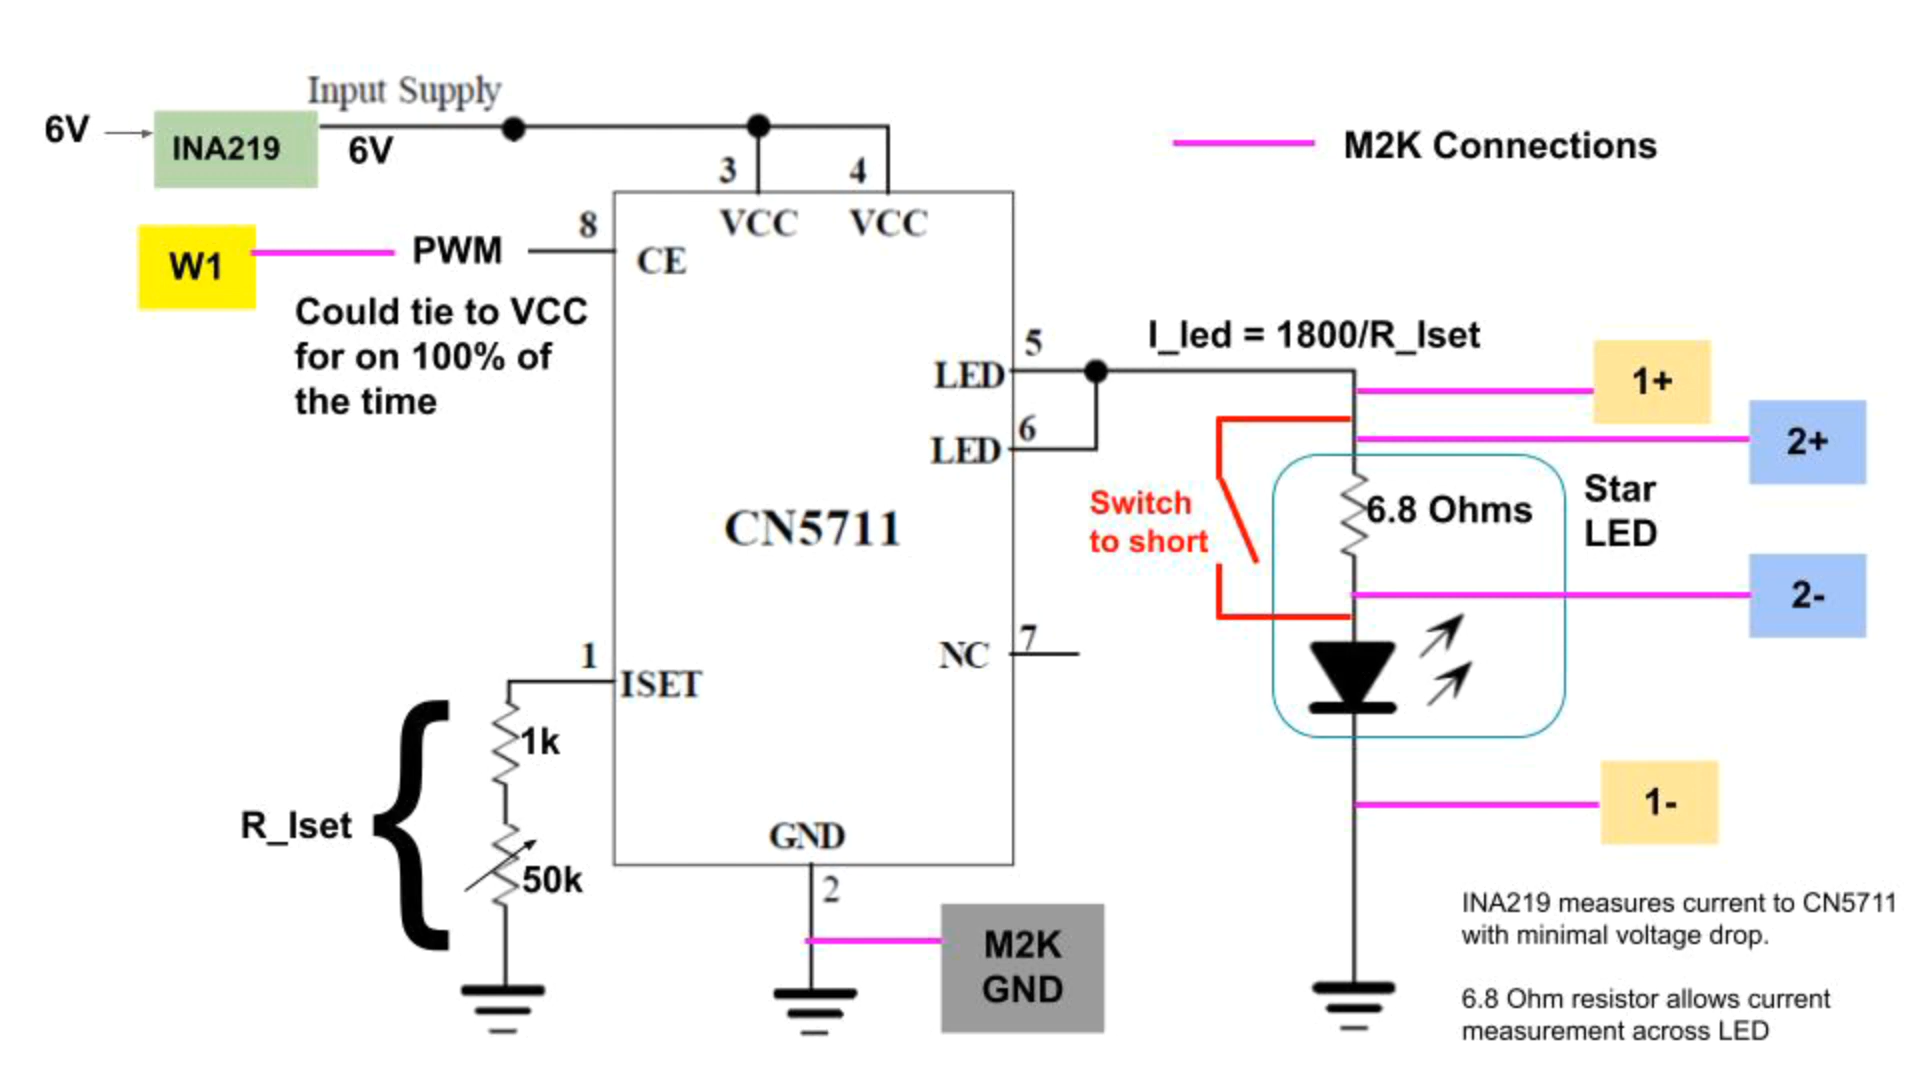 Input Supply
6V
INA219
6V
M2K Connections
3
4
VCC
VCC
8
W1
PWM
CE
Could tie to VCC
for on 100% of
the time
5
I_led = 1800/R_Iset
LED
1+
6
LED
2+
Switch
to short
6.8 Ohms
Star
LED
CN5711
2-
NC
7
1
ISET
1k
R_Iset
50k
GND
2
1-
M2K
GND
INA219 measures current to CN5711
with minimal voltage drop.
6.8 Ohm resistor allows current
measurement across LED